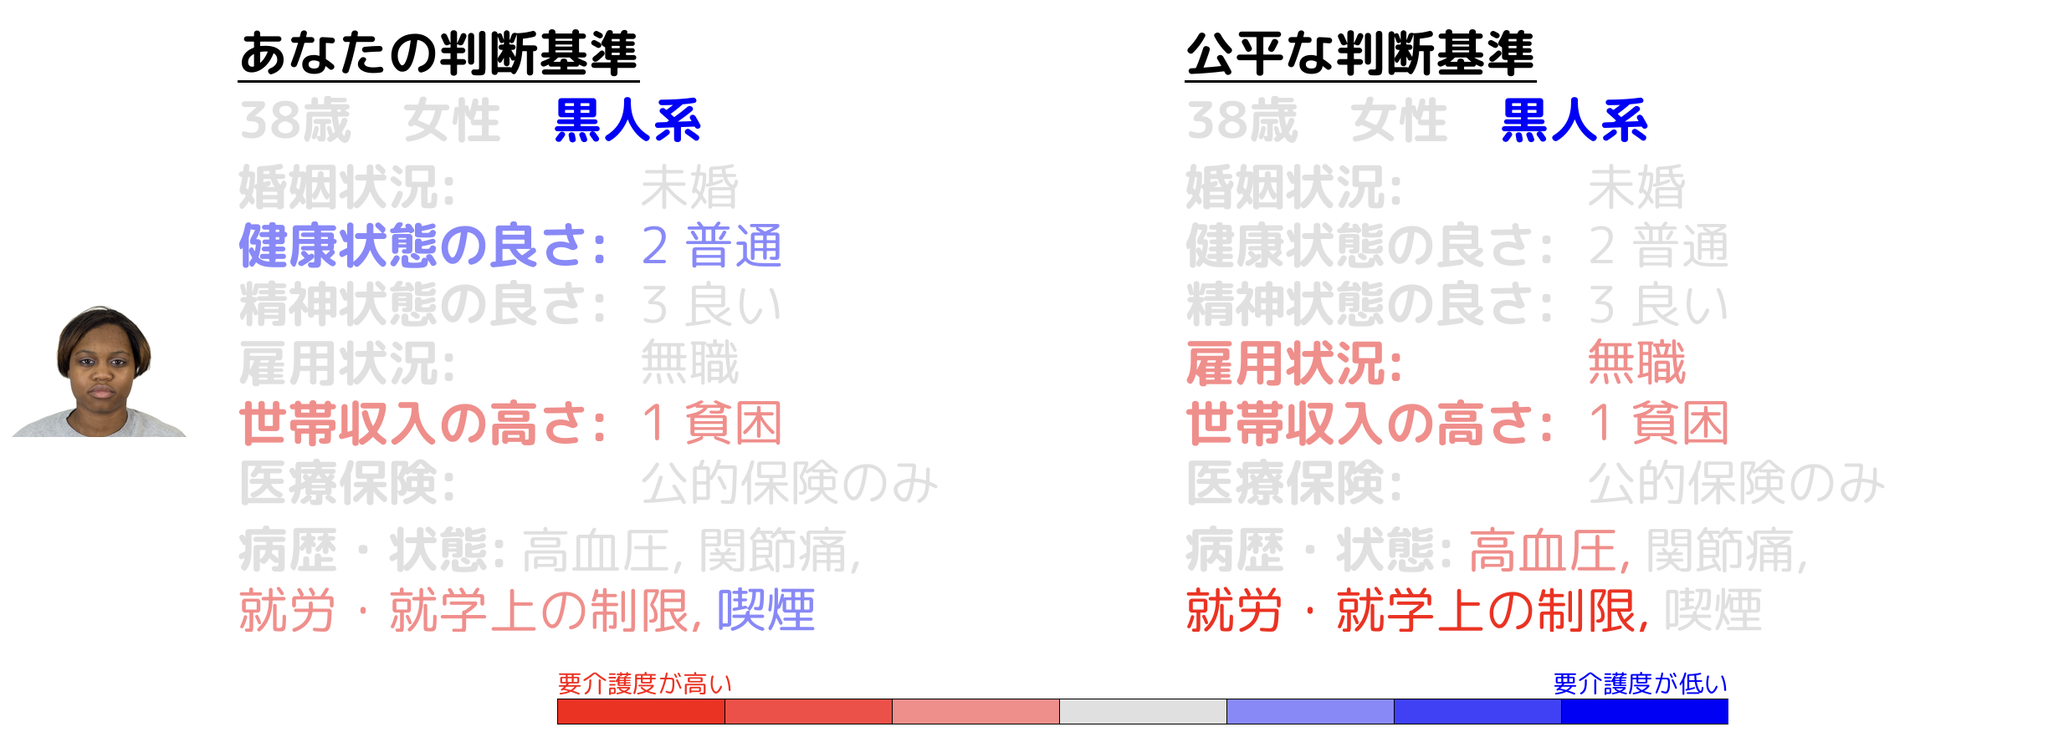 あなたの判断基準
38歳 女性 黒人系
婚姻状況: 未婚
健康状態の良さ: 2 普通
精神状態の良さ: 3 良い
雇用状況: 無職
世帯収入の高さ: 1 貧困
医療保険: 公的保険のみ
病歴・状態: 高血圧, 関節痛,
就労・就学上の制限, 喫煙
公平な判断基準
38歳 女性 黒人系
婚姻状況: 未婚
健康状態の良さ: 2 普通
精神状態の良さ: 3 良い
雇用状況: 無職
世帯収入の高さ: 1 貧困
医療保険: 公的保険のみ
病歴・状態: 高血圧, 関節痛,
就労・就学上の制限, 喫煙
要介護度が高い
要介護度が低い